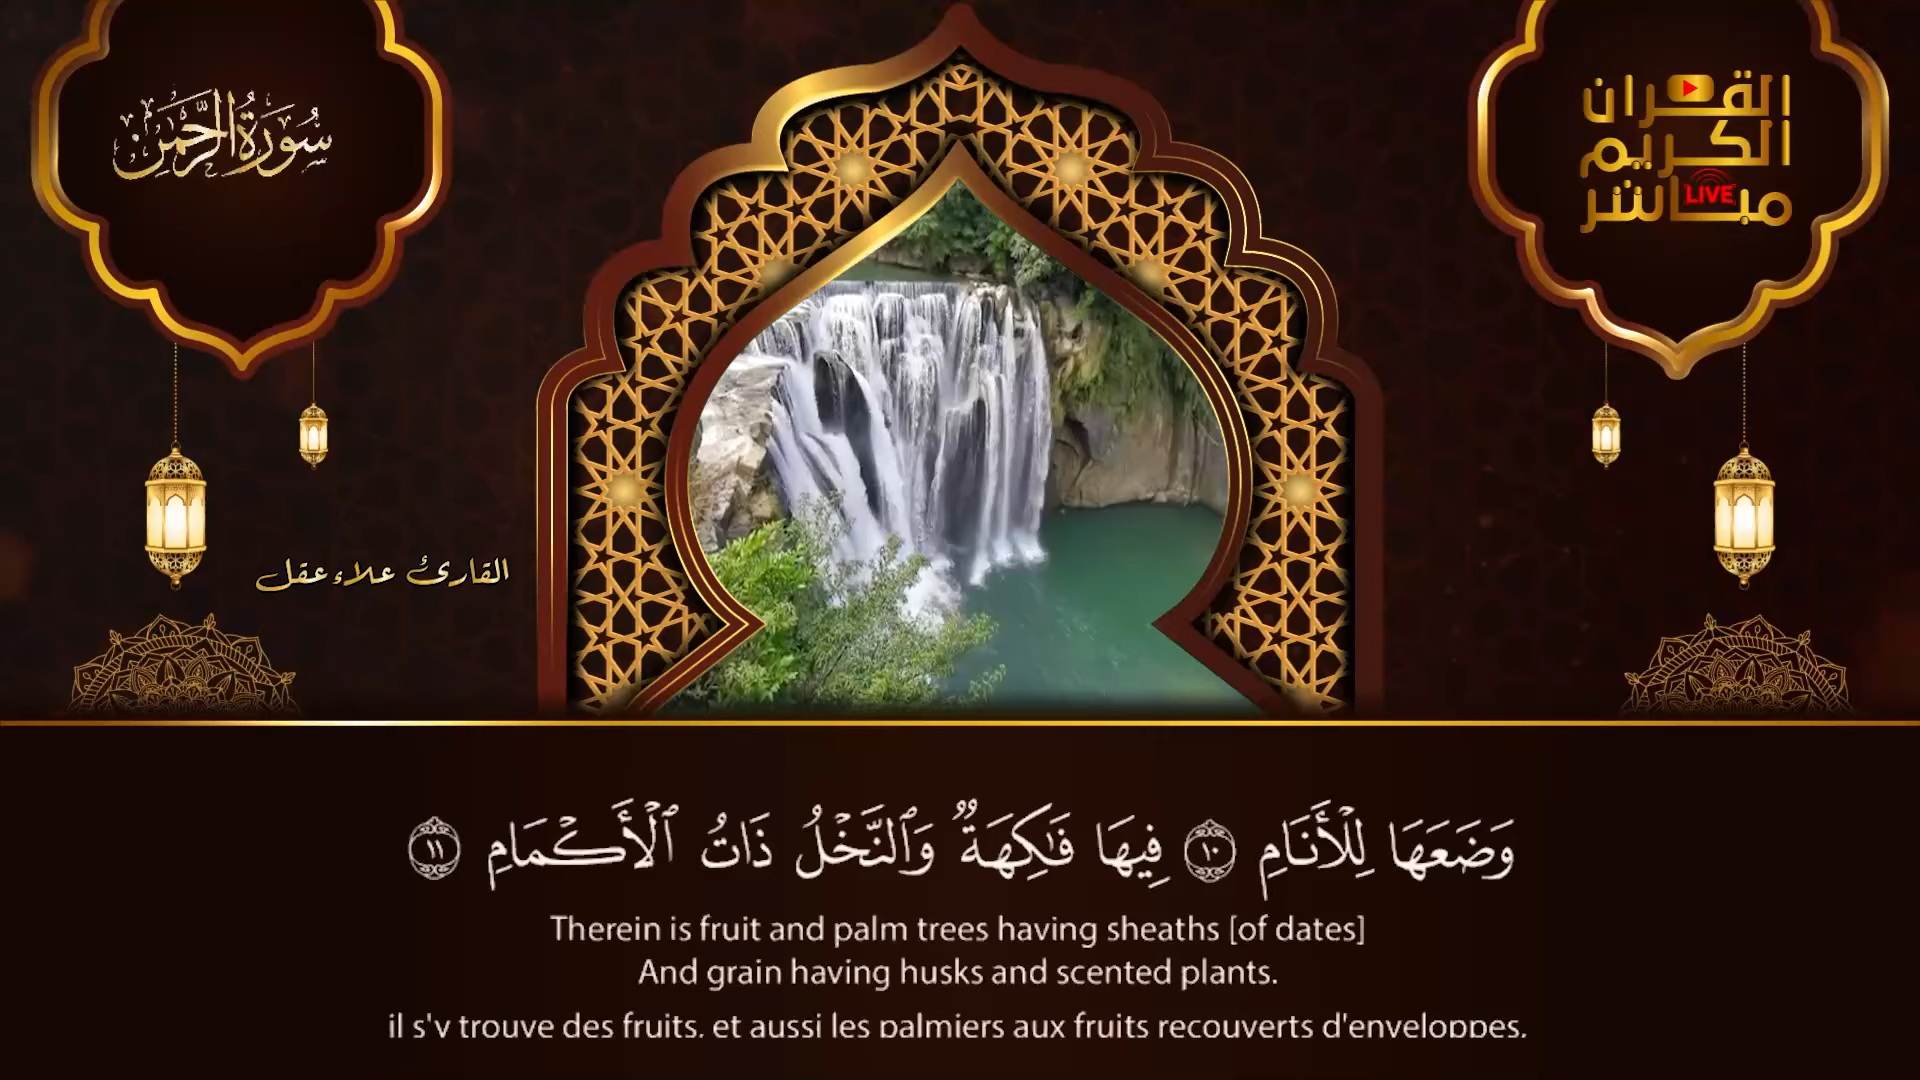 سُورَةُ الرَّحْمَٰن
القرآن
الكريم
مباشر
LIVE
القارئ علاء عقل
وَضَعَهَا لِلْأَنَامِ ١٠ فِيهَا فَٰكِهَةٌ وَٱلنَّخْلُ ذَاتُ ٱلْأَكْمَامِ ١١
Therein is fruit and palm trees having sheaths [of dates]
And grain having husks and scented plants.
il s'y trouve des fruits, et aussi les palmiers aux fruits recouverts d'enveloppes,